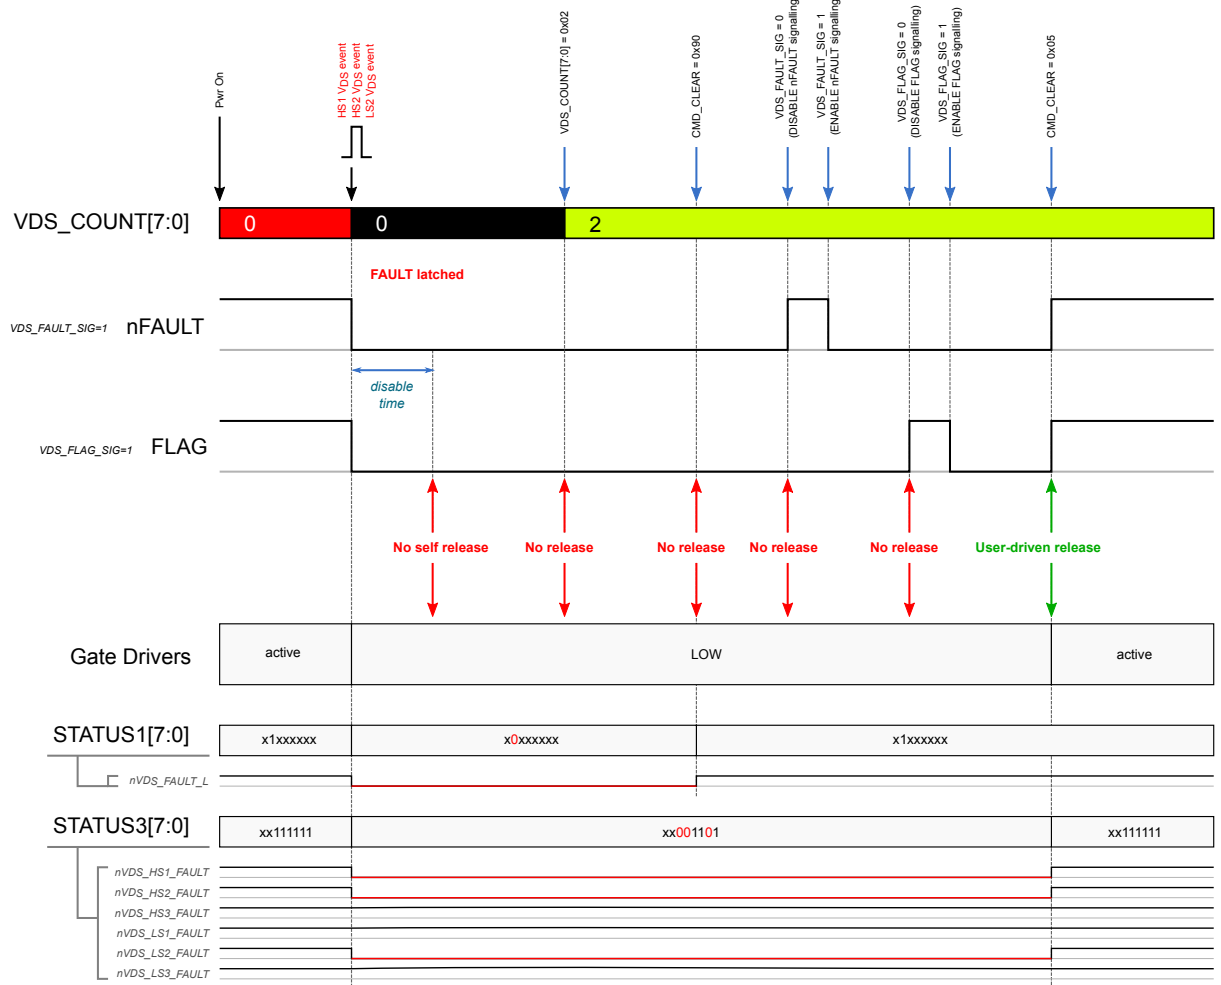 Pwr On
HS1 VDS event
HS2 VDS event
LS2 VDS event
VDS_COUNT[7:0] = 0x02
CMD_CLEAR = 0x90
VDS_FAULT_SIG = 0
(DISABLE nFAULT signalling)
VDS_FAULT_SIG = 1
(ENABLE nFAULT signalling)
VDS_FLAG_SIG = 0
(DISABLE FLAG signalling)
VDS_FLAG_SIG = 1
(ENABLE FLAG signalling)
CMD_CLEAR = 0x05
VDS_COUNT[7:0] 0 0 2
FAULT latched
VDS_FAULT_SIG=1 nFAULT
disable
time
VDS_FLAG_SIG=1 FLAG
No self release No release No release No release No release User-driven release
Gate Drivers active LOW active
STATUS1[7:0] x1xxxxxx x0xxxxxx x1xxxxxx
nVDS_FAULT_L
STATUS3[7:0] xx111111 xx001101 xx111111
nVDS_HS1_FAULT
nVDS_HS2_FAULT
nVDS_HS3_FAULT
nVDS_LS1_FAULT
nVDS_LS2_FAULT
nVDS_LS3_FAULT